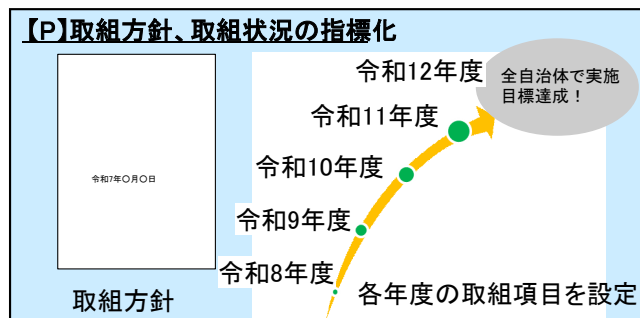 【P】取組方針、取組状況の指標化
令和7年〇月〇日
取組方針
令和12年度
全自治体で実施
目標達成！
令和11年度
令和10年度
令和9年度
令和8年度
各年度の取組項目を設定